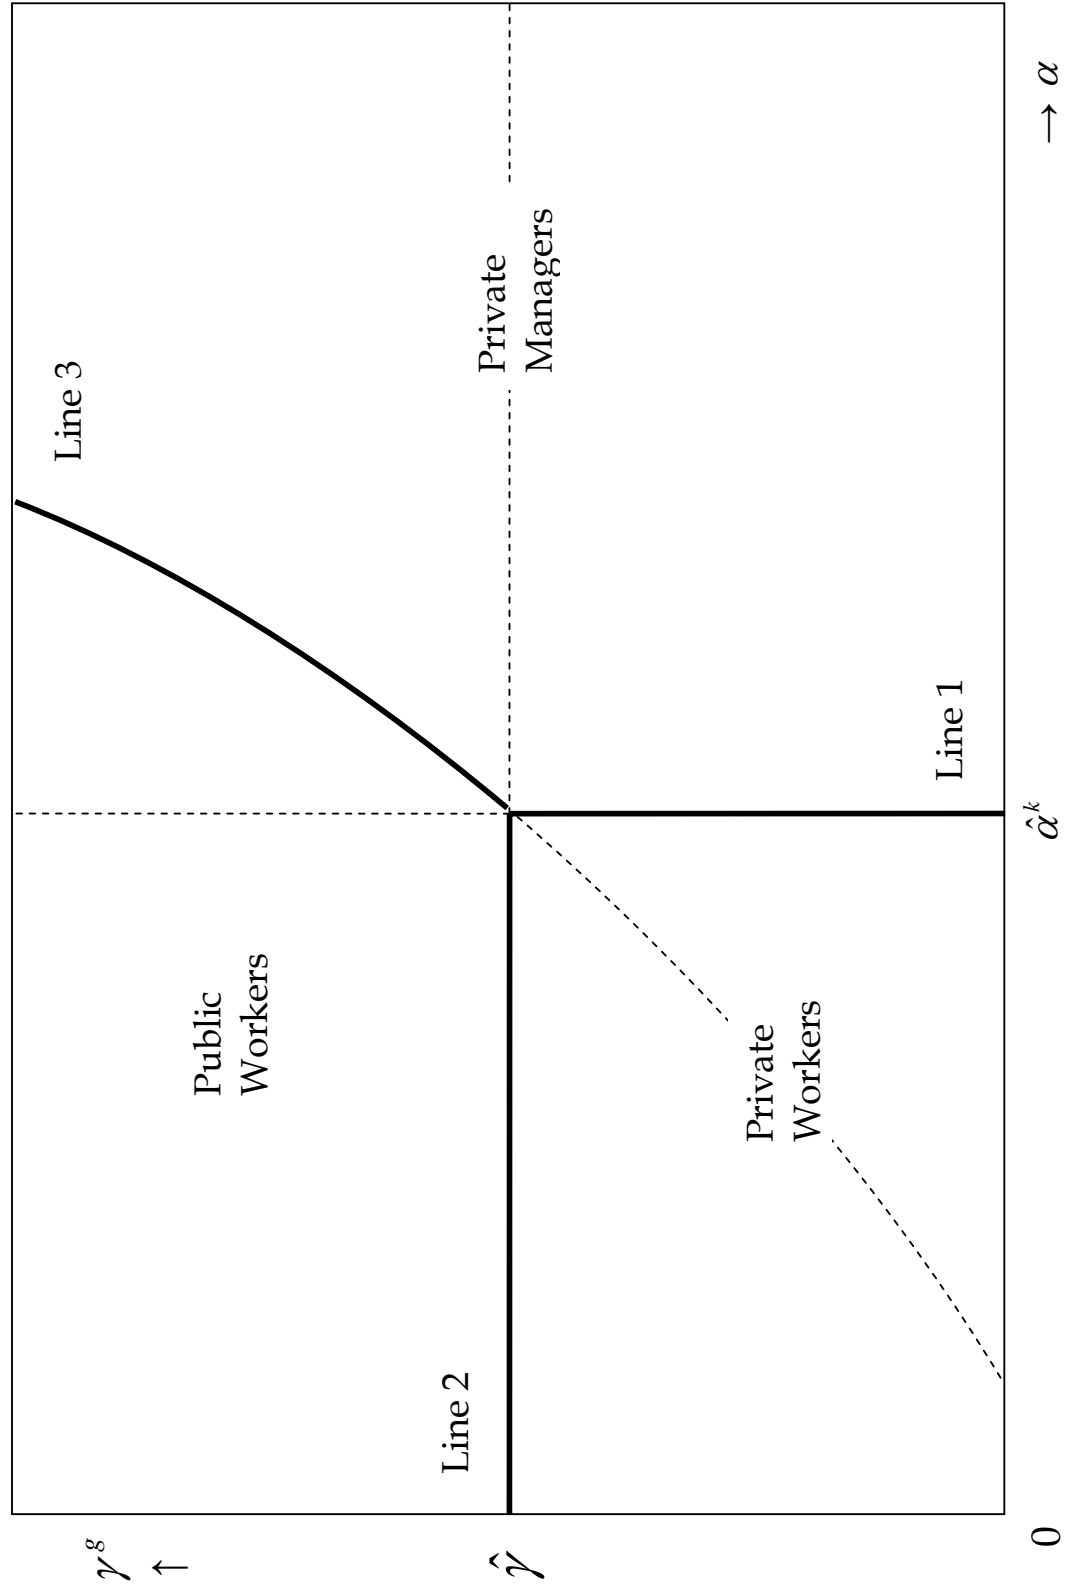 Line 3
γ^g
↑
Public
Workers
Line 2
γ̂
Private
Managers
Private
Workers
Line 1
0
α̂^k
→ α